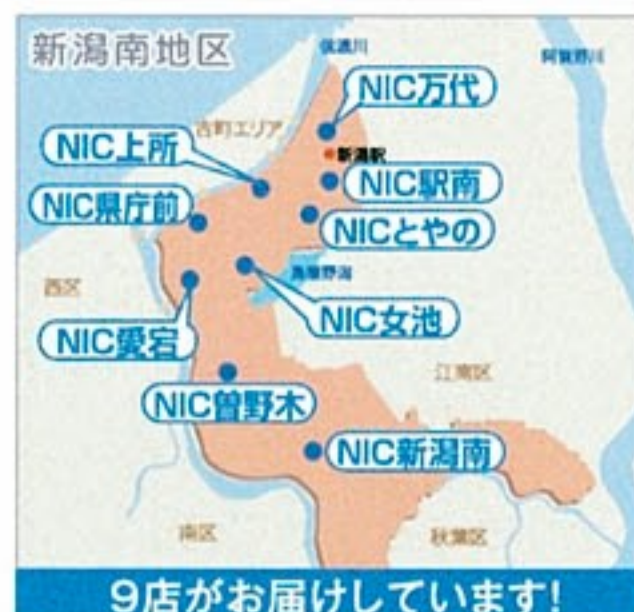 新潟南地区
信濃川
阿賀野川
NIC万代
古町エリア
NIC上所
新潟駅
NIC駅南
NIC県庁前
NICとやの
鳥屋野潟
西区
NIC女池
NIC愛宕
江南区
NIC曽野木
NIC新潟南
南区
秋葉区
9店がお届けしています!